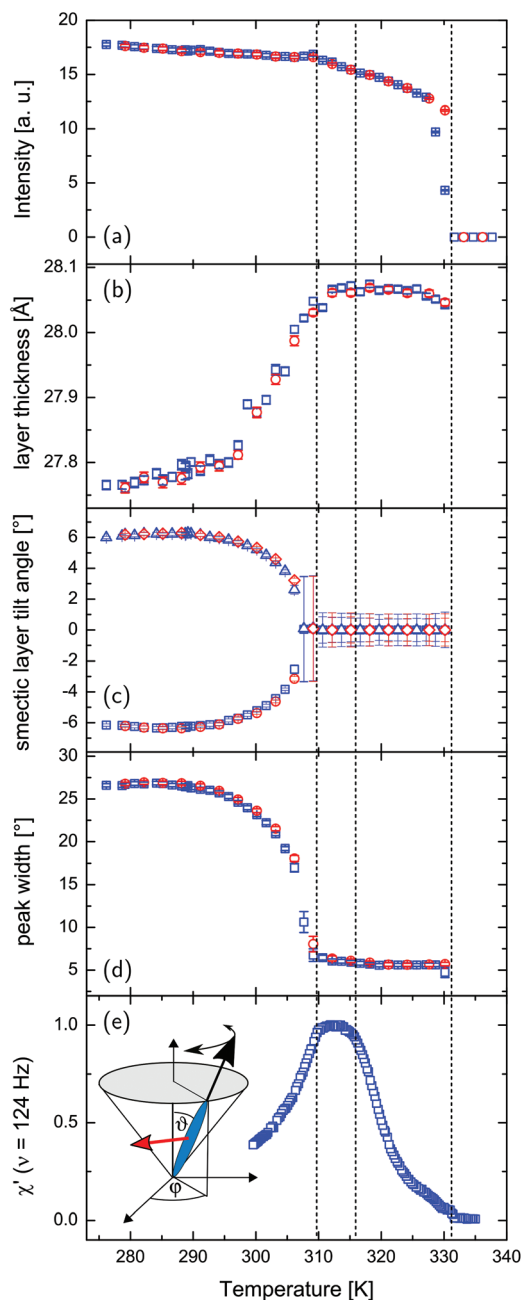 20
15
10
5
0
Intensity [a. u.]
(a)
28.1
28.0
27.9
27.8
layer thickness [Å]
(b)
6
4
2
0
-2
-4
-6
smectic layer tilt angle [°]
(c)
30
25
20
15
10
5
peak width [°]
(d)
1.0
0.5
0.0
χ' (ν = 124 Hz)
(e)
ϑ
φ
280 290 300 310 320 330 340
Temperature [K]